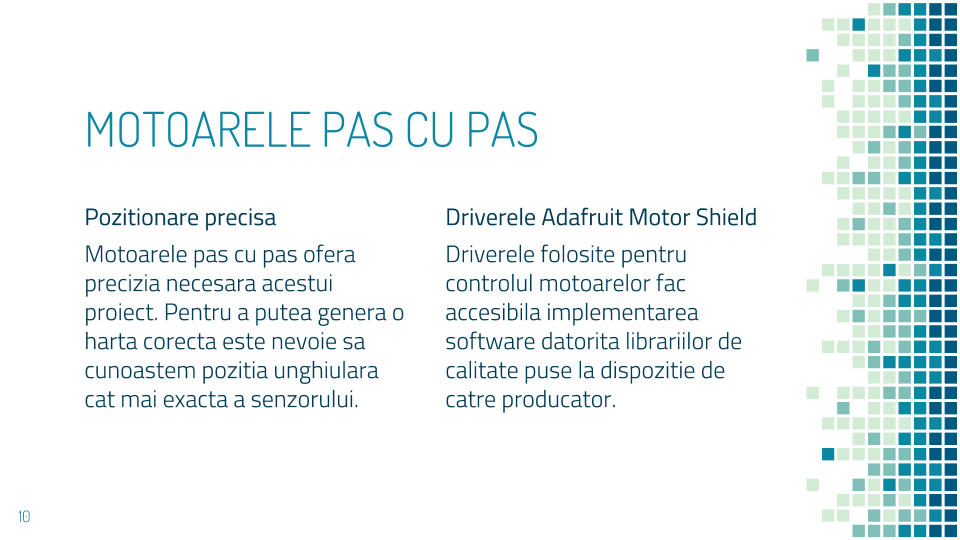 MOTOARELE PAS CU PAS
Pozitionare precisa
Motoarele pas cu pas ofera
precizia necesara acestui
proiect. Pentru a putea genera o
harta corecta este nevoie sa
cunoastem pozitia unghiulara
cat mai exacta a senzorului.
Driverele Adafruit Motor Shield
Driverele folosite pentru
controlul motoarelor fac
accesibila implementarea
software datorita librariilor de
calitate puse la dispozitie de
catre producator.
10